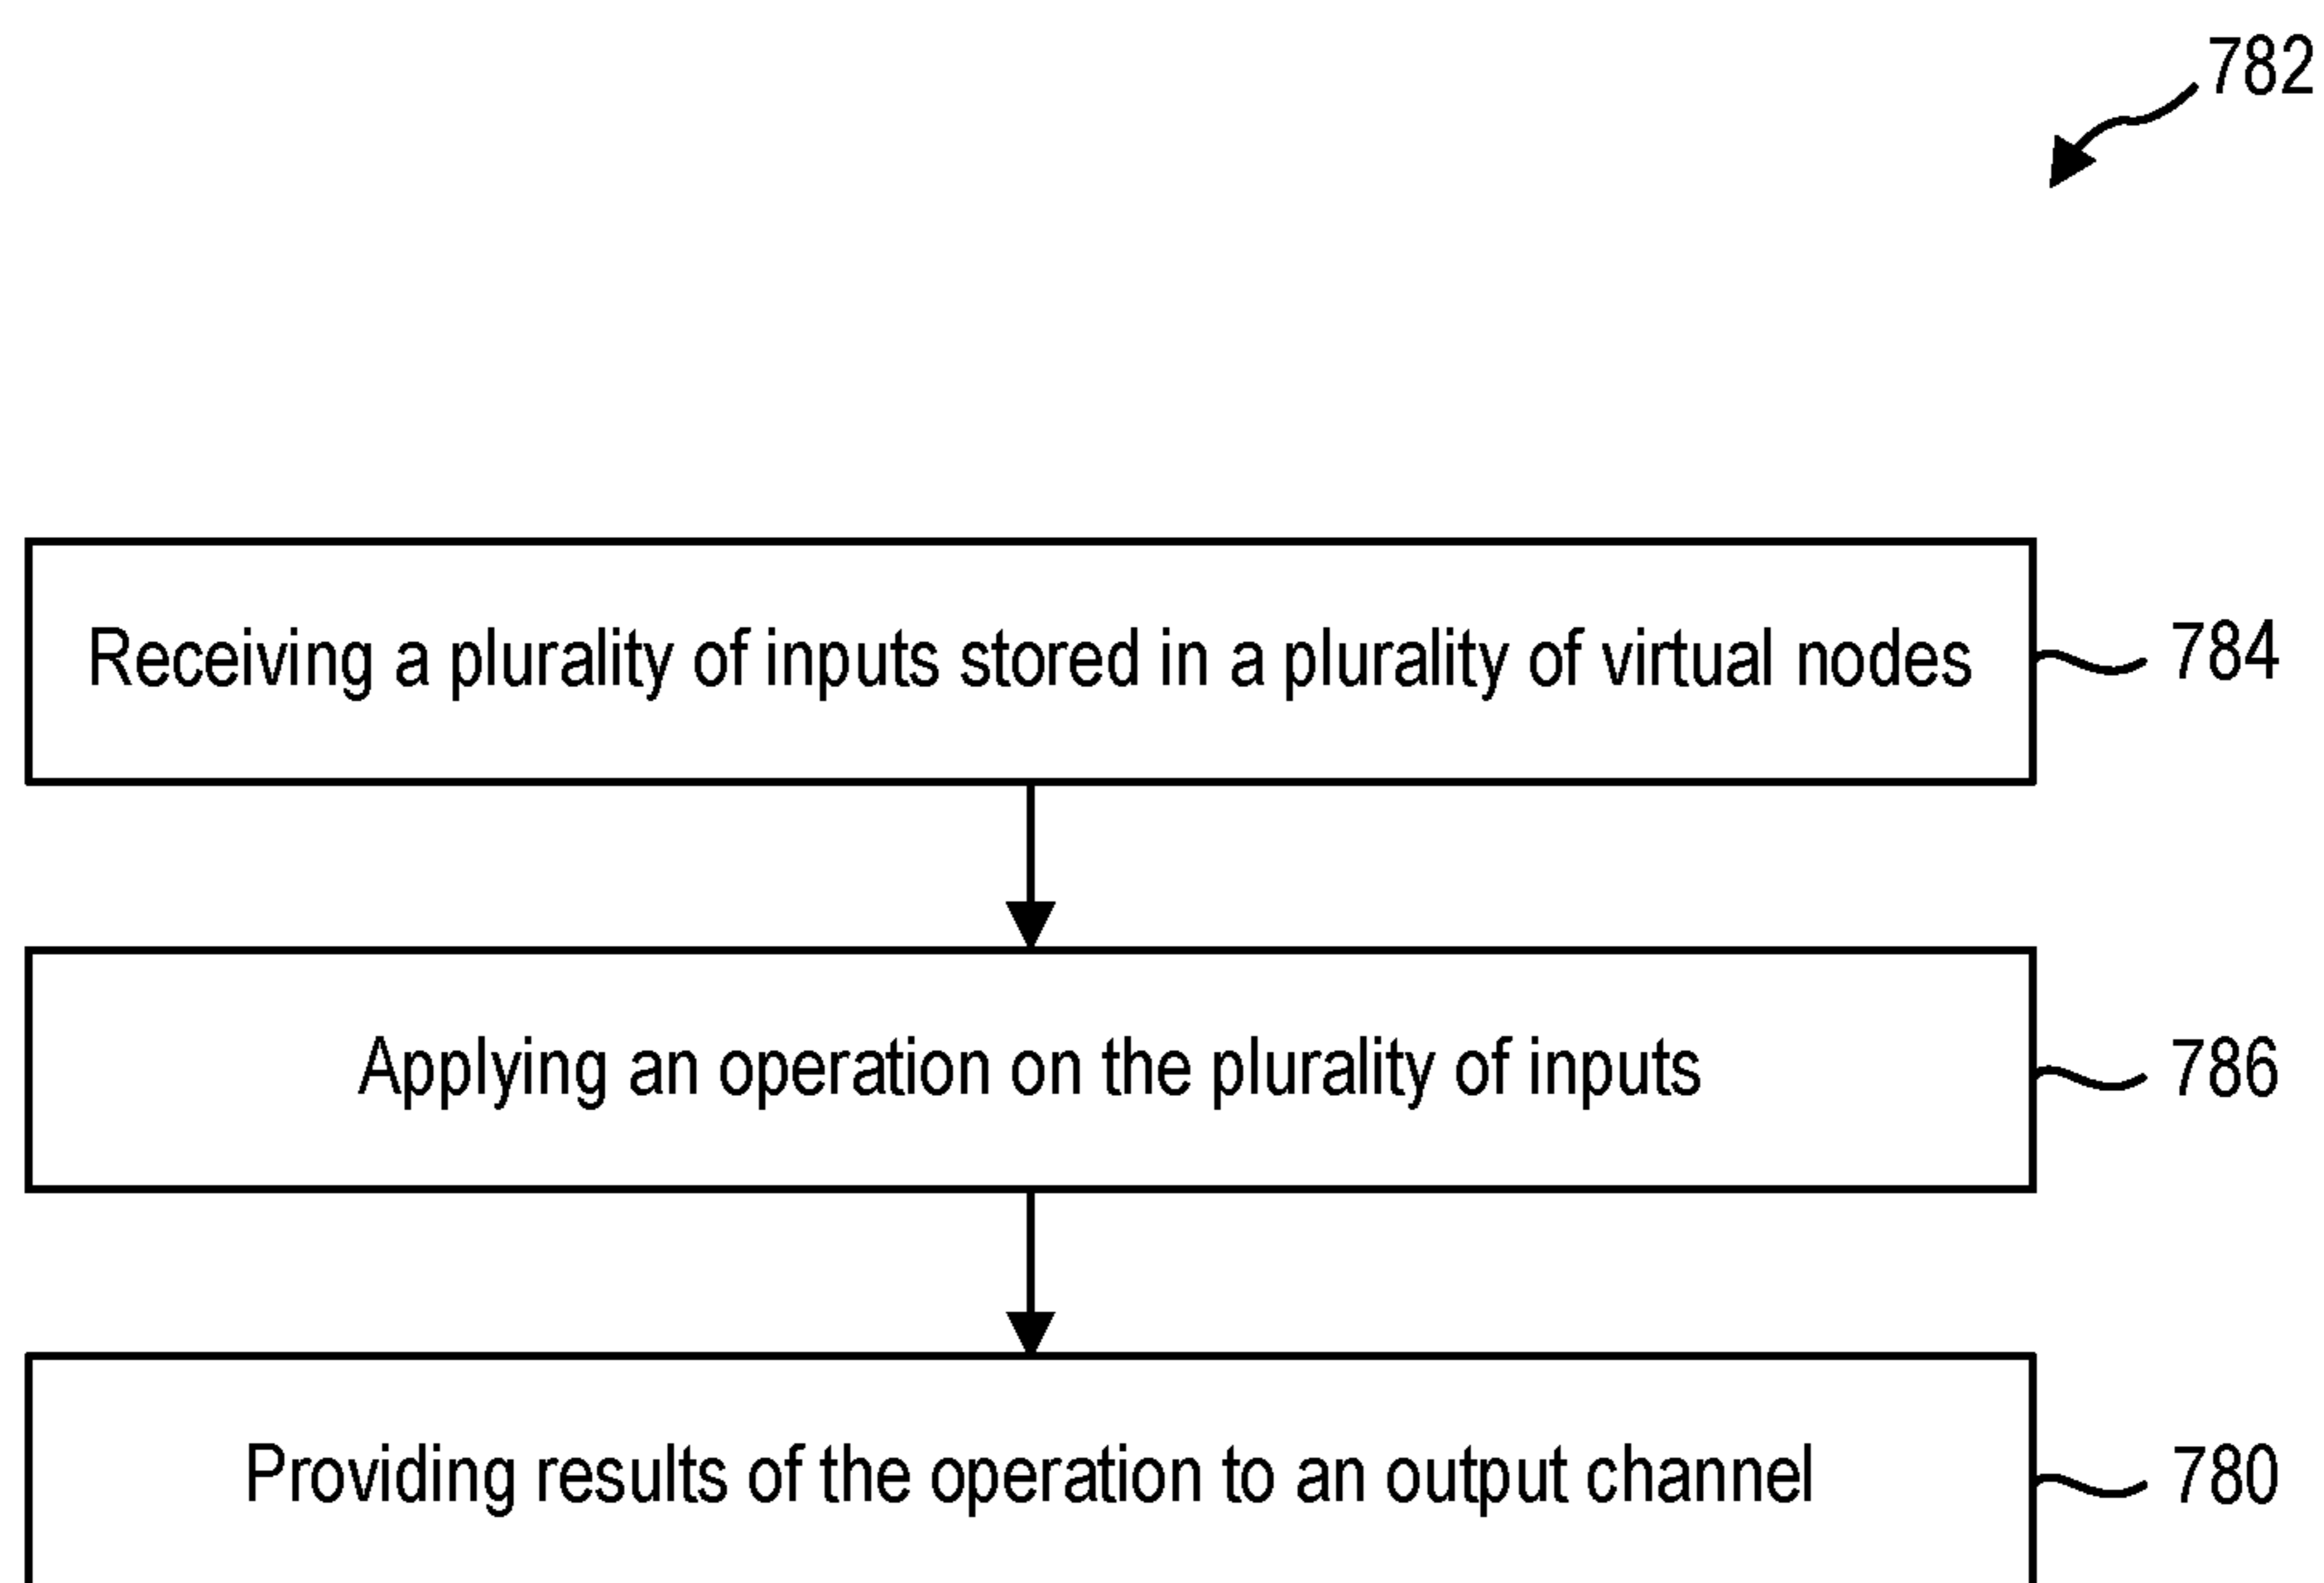 782
Receiving a plurality of inputs stored in a plurality of virtual nodes
784
Applying an operation on the plurality of inputs
786
Providing results of the operation to an output channel
780